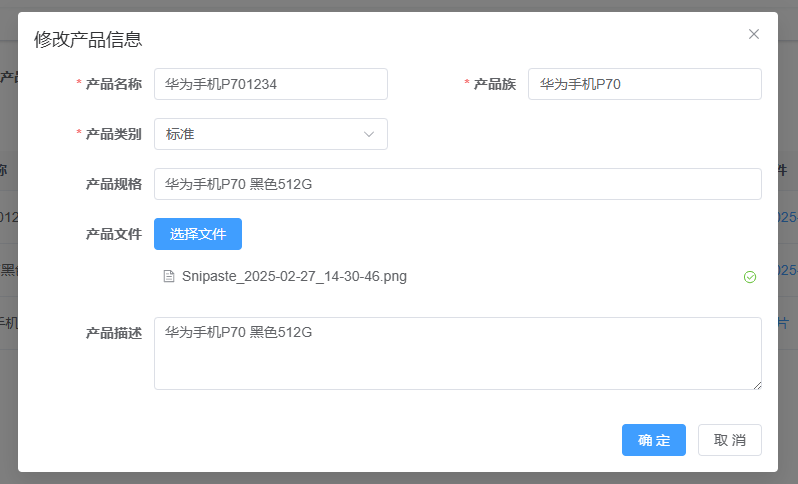 修改产品信息
* 产品名称 华为手机P701234 * 产品族 华为手机P70
* 产品类别 标准
产品规格 华为手机P70 黑色512G
产品文件 选择文件
Snipaste_2025-02-27_14-30-46.png
产品描述 华为手机P70 黑色512G
确 定 取 消